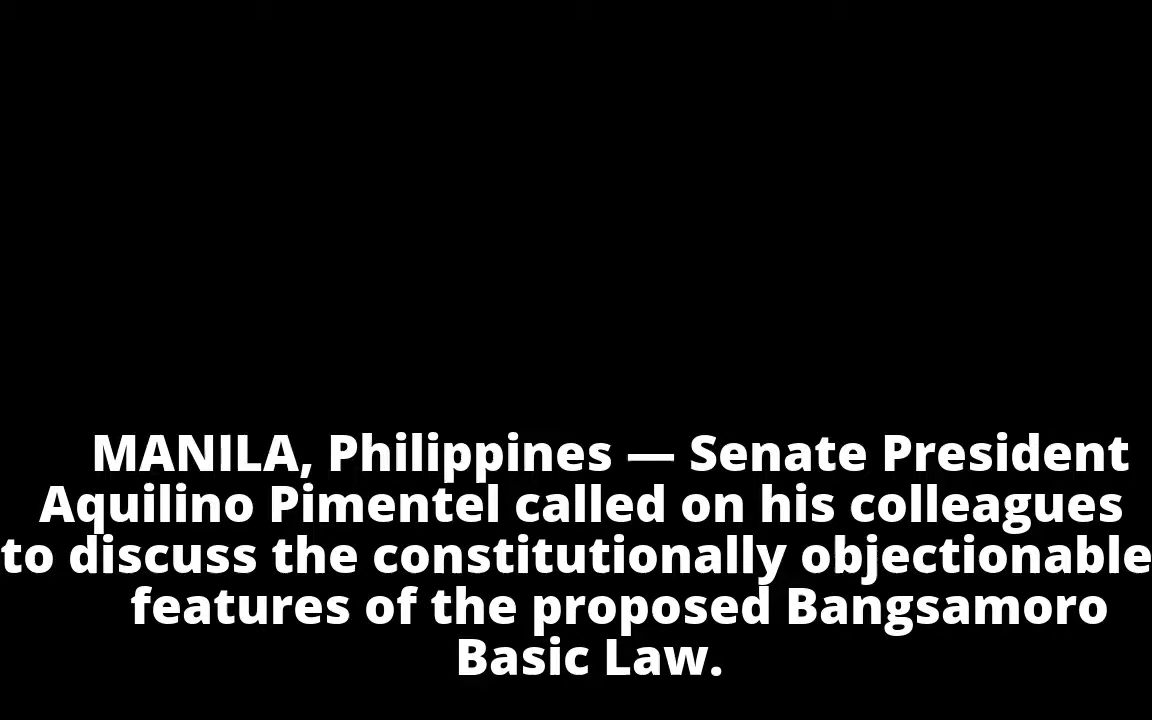 MANILA, Philippines — Senate President
Aquilino Pimentel called on his colleagues
to discuss the constitutionally objectionable
features of the proposed Bangsamoro
Basic Law.